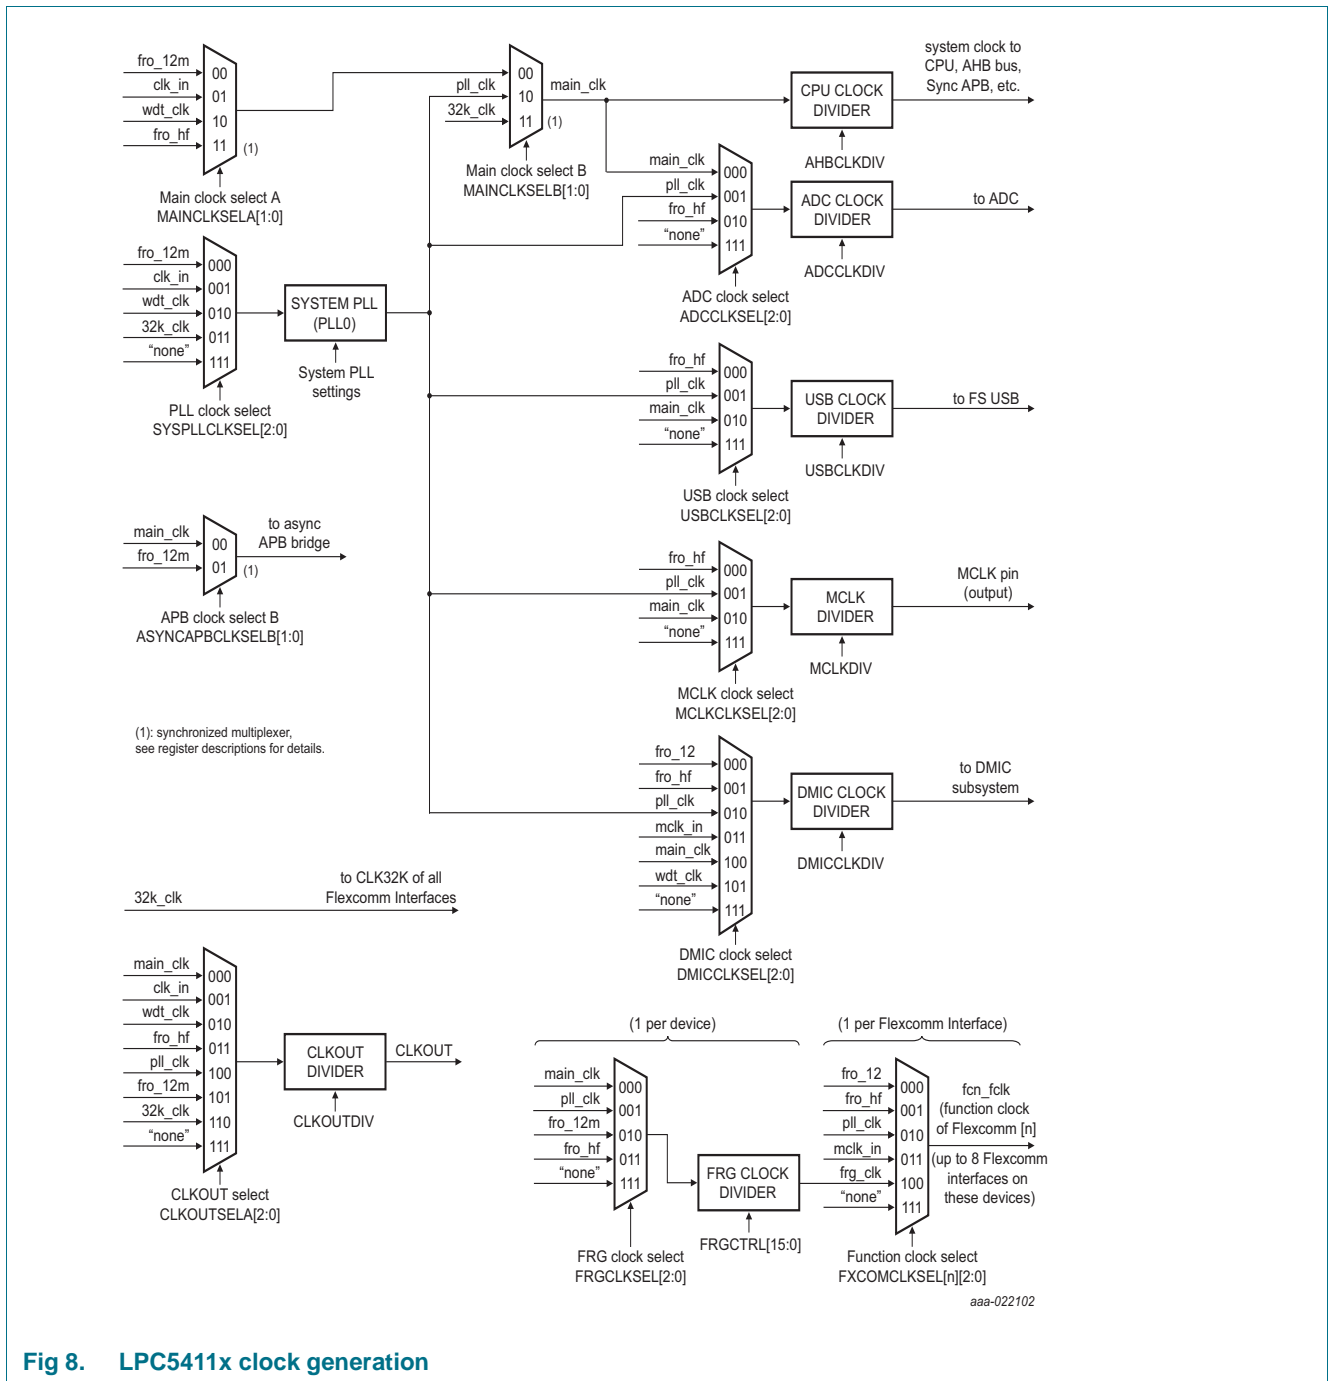 fro_12m
clk_in
wdt_clk
fro_hf
00
01
10
11
(1)
Main clock select A
MAINCLKSELA[1:0]
pll_clk
32k_clk
00
10
11
(1)
main_clk
Main clock select B
MAINCLKSELB[1:0]
CPU CLOCK
DIVIDER
AHBCLKDIV
system clock to
CPU, AHB bus,
Sync APB, etc.
main_clk
pll_clk
fro_hf
“none”
000
001
010
111
ADC clock select
ADCCLKSEL[2:0]
ADC CLOCK
DIVIDER
ADCCLKDIV
to ADC
fro_12m
clk_in
wdt_clk
32k_clk
“none”
000
001
010
011
111
PLL clock select
SYSPLLCLKSEL[2:0]
SYSTEM PLL
(PLL0)
System PLL
settings
fro_hf
pll_clk
main_clk
“none”
000
001
010
111
USB clock select
USBCLKSEL[2:0]
USB CLOCK
DIVIDER
USBCLKDIV
to FS USB
main_clk
fro_12m
00
01
(1)
to async
APB bridge
APB clock select B
ASYNCAPBCLKSELB[1:0]
fro_hf
pll_clk
main_clk
“none”
000
001
010
111
MCLK clock select
MCLKCLKSEL[2:0]
MCLK
DIVIDER
MCLKDIV
MCLK pin
(output)
(1): synchronized multiplexer,
see register descriptions for details.
fro_12
fro_hf
pll_clk
mclk_in
main_clk
wdt_clk
“none”
000
001
010
011
100
101
111
DMIC clock select
DMICCLKSEL[2:0]
DMIC CLOCK
DIVIDER
DMICCLKDIV
to DMIC
subsystem
32k_clk
to CLK32K of all
Flexcomm Interfaces
main_clk
clk_in
wdt_clk
fro_hf
pll_clk
fro_12m
32k_clk
“none”
000
001
010
011
100
101
110
111
CLKOUT select
CLKOUTSELA[2:0]
CLKOUT
DIVIDER
CLKOUTDIV
CLKOUT
(1 per device)
main_clk
pll_clk
fro_12m
fro_hf
“none”
000
001
010
011
111
FRG clock select
FRGCLKSEL[2:0]
FRG CLOCK
DIVIDER
FRGCTRL[15:0]
(1 per Flexcomm Interface)
fro_12
fro_hf
pll_clk
mclk_in
frg_clk
“none”
000
001
010
011
100
111
Function clock select
FXCOMCLKSEL[n][2:0]
fcn_fclk
(function clock
of Flexcomm [n]
(up to 8 Flexcomm
interfaces on
these devices)
aaa-022102
Fig 8. LPC5411x clock generation